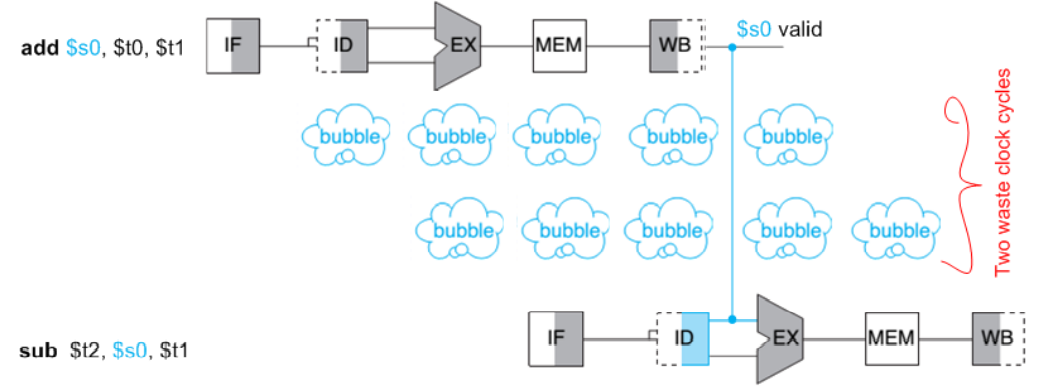 add $s0, $t0, $t1 IF ID EX MEM WB $s0 valid
bubble bubble bubble bubble bubble
bubble bubble bubble bubble bubble
Two waste clock cycles
sub $t2, $s0, $t1 IF ID EX MEM WB